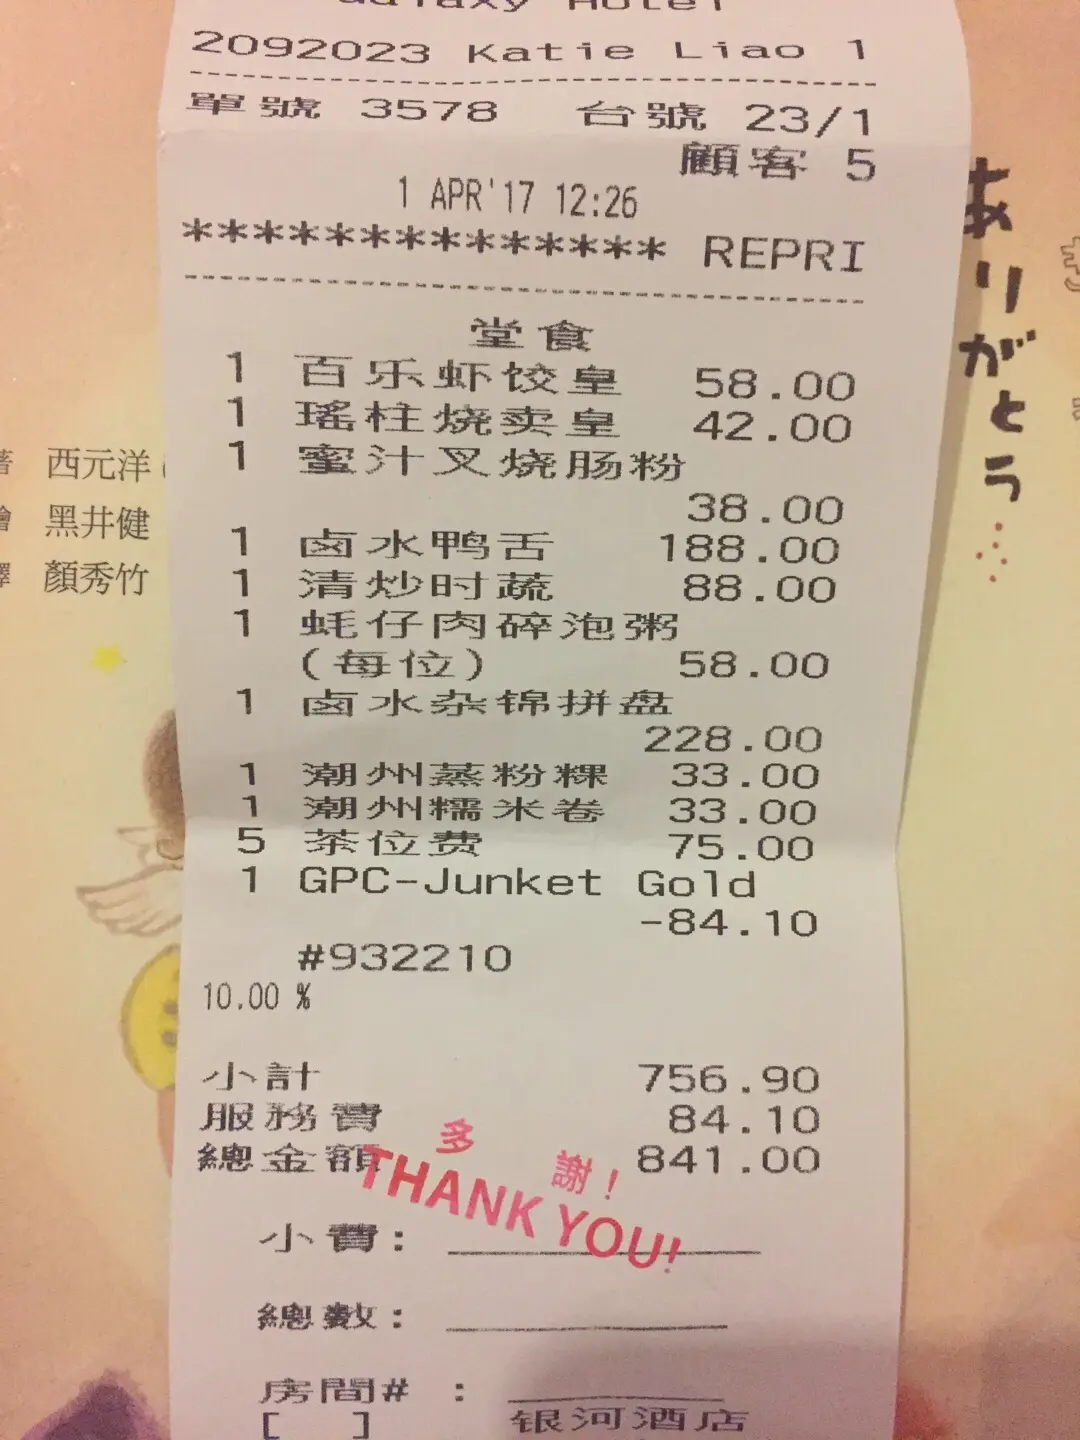 Galaxy Hotel
2092023 Katie Liao 1
單號 3578 台號 23/1
顧客 5
1 APR'17 12:26
************** REPRI
堂食
1 百乐虾饺皇 58.00
1 瑤柱烧卖皇 42.00
1 蜜汁叉烧肠粉
38.00
1 卤水鸭舌 188.00
1 清炒时蔬 88.00
1 蚝仔肉碎泡粥
(每位) 58.00
1 卤水杂锦拼盘
228.00
1 潮州蒸粉粿 33.00
1 潮州糯米卷 33.00
5 茶位费 75.00
1 GPC-Junket Gold
-84.10
#932210
10.00 %
小計 756.90
服務費 84.10
總金額 841.00
多謝!
THANK YOU!
小費:
總數:
房間# :
[ ] 银河酒店
著 西元洋
繪 黑井健
譯 顏秀竹
ありがとう